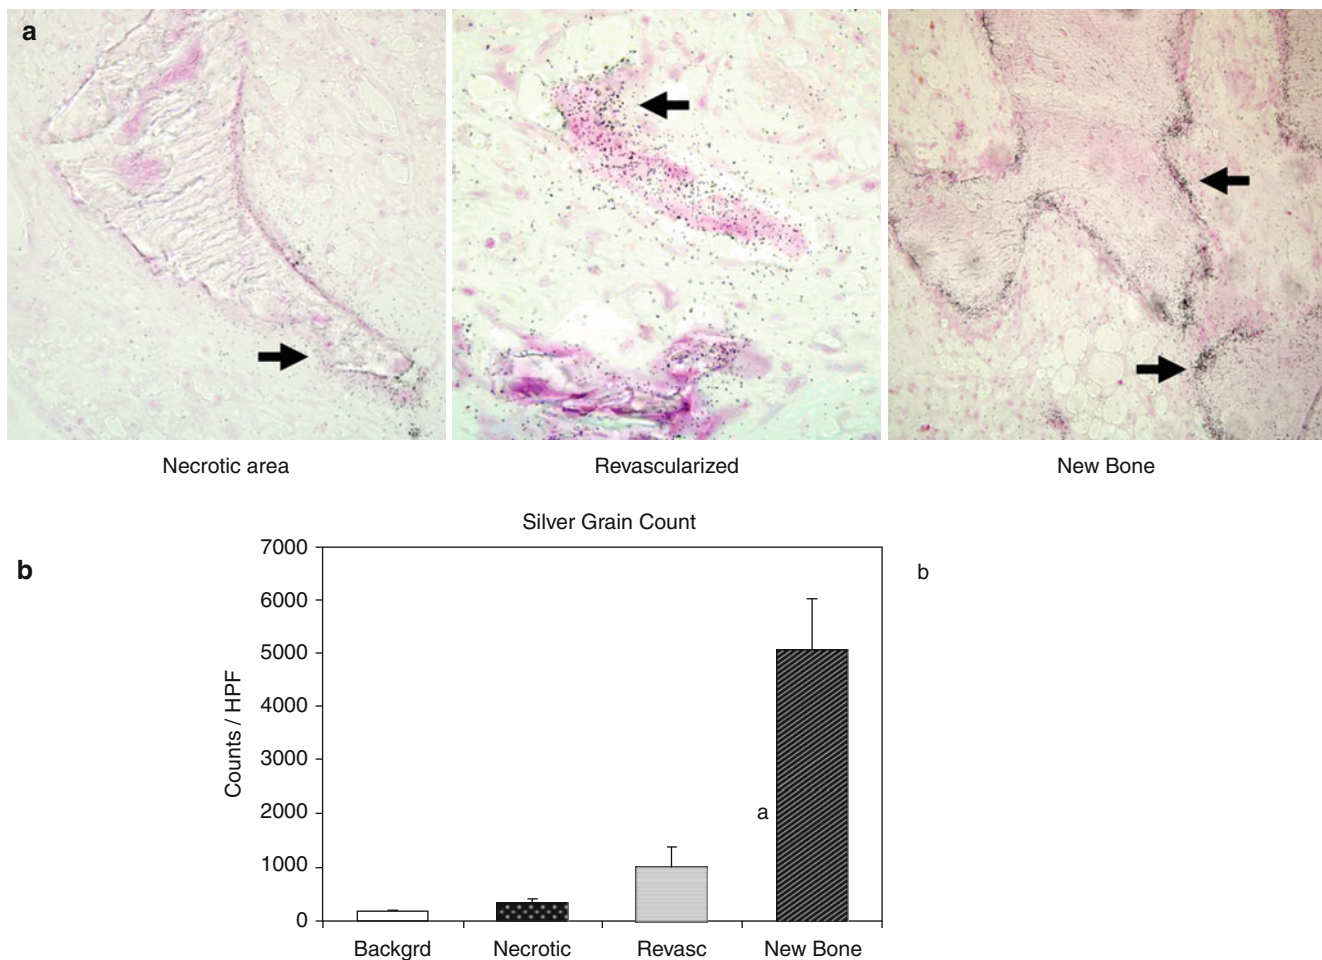 a
Necrotic area
Revascularized
New Bone
Silver Grain Count
b
b
Counts / HPF
7000
6000
5000
4000
3000
2000
1000
0
a
Backgrd
Necrotic
Revasc
New Bone